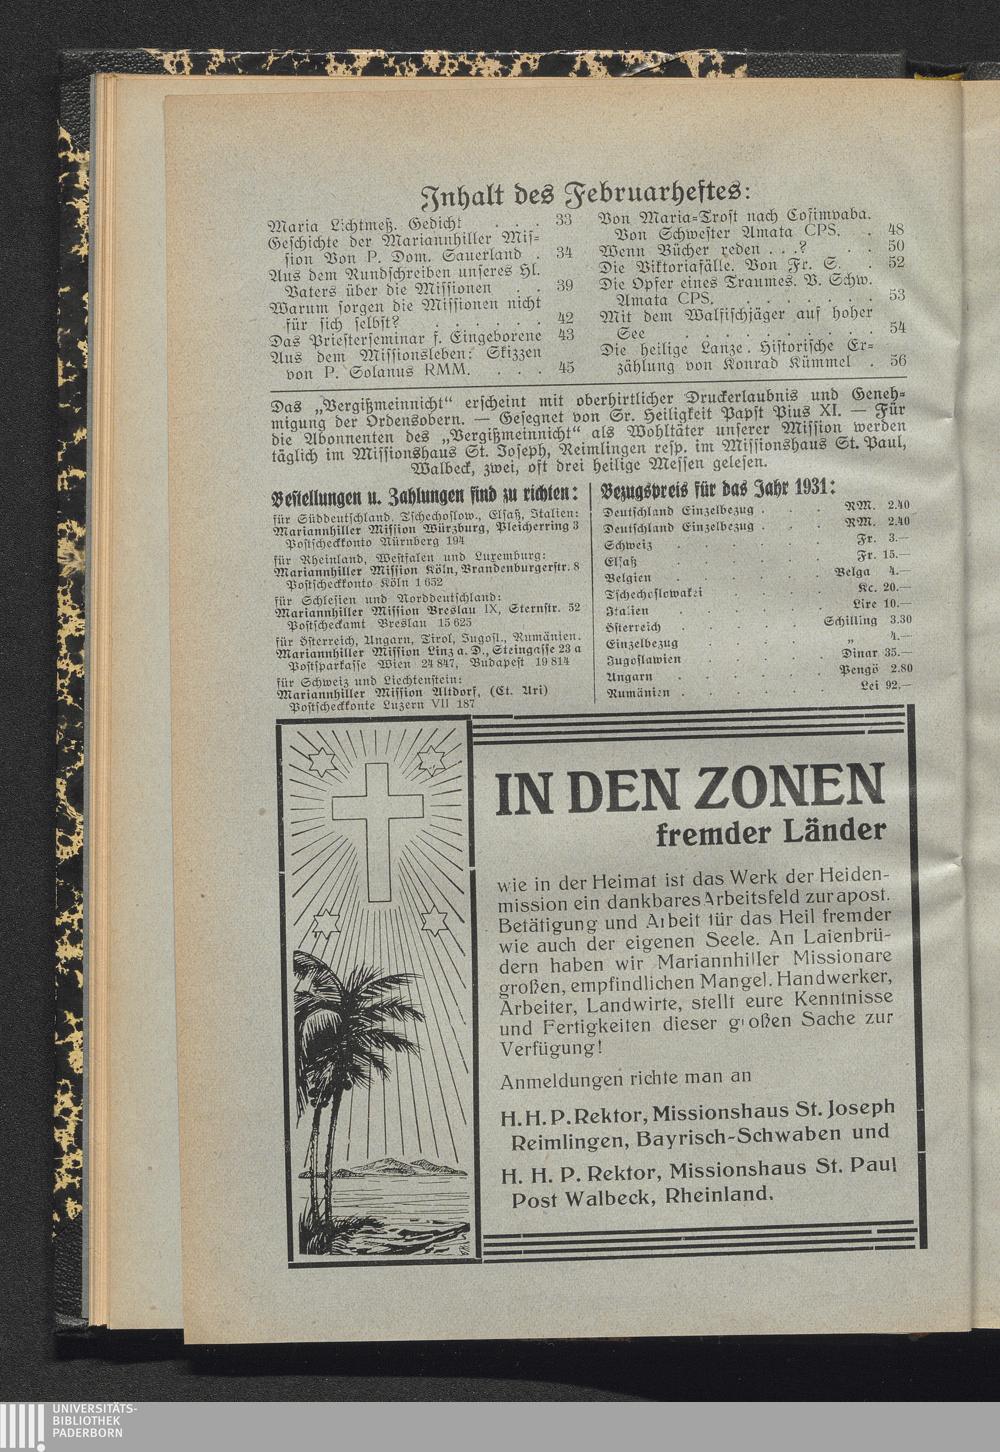 Inhalt des Februarheftes:
Maria Lichtmeß. Gedicht . . . 33
Geschichte der Mariannhiller Mis-
sion Von P. Dom. Sauerland . 34
Aus dem Rundschreiben unseres Hl.
Vaters über die Missionen . . 39
Warum sorgen die Missionen nicht
für sich selbst? . . . . . . 42
Das Priesterseminar f. Eingeborene 43
Aus dem Missionsleben: Skizzen
von P. Solanus RMM. . . . 45
Von Maria-Trost nach Cosimvaba.
Von Schwester Amata CPS. . 48
Wenn Bücher reden . . .? . . 50
Die Viktoriafälle. Von Fr. S. . 52
Die Opfer eines Traumes. V. Schw.
Amata CPS. . . . . . . . 53
Mit dem Walfischjäger auf hoher
See . . . . . . . . . 54
Die heilige Lanze. Historische Er-
zählung von Konrad Kümmel . 56
Das „Vergißmeinnicht“ erscheint mit oberhirtlicher Druckerlaubnis und Geneh-
migung der Ordensobern. — Gesegnet von Sr. Heiligkeit Papst Pius XI. — Für
die Abonnenten des „Vergißmeinnicht“ als Wohltäter unserer Mission werden
täglich im Missionshaus St. Joseph, Reimlingen resp. im Missionshaus St. Paul,
Walbeck, zwei, oft drei heilige Messen gelesen.
Bestellungen u. Zahlungen sind zu richten:
für Süddeutschland, Tschechoslow., Elsaß, Italien:
Mariannhiller Mission Würzburg, Pleicherring 3
Postscheckkonto Nürnberg 194
für Rheinland, Westfalen und Luxemburg:
Mariannhiller Mission Köln, Brandenburgerstr. 8
Postscheckkonto Köln 1 652
für Schlesien und Norddeutschland:
Mariannhiller Mission Breslau IX, Sternstr. 52
Postscheckamt Breslau 15 625
für Österreich, Ungarn, Tirol, Jugosl., Rumänien.
Mariannhiller Mission Linz a. D., Steingasse 23 a
Postsparkasse Wien 24 847, Budapest 19 814
für Schweiz und Liechtenstein:
Mariannhiller Mission Altdorf, (Ct. Uri)
Postscheckkonte Luzern VII 187
Bezugspreis für das Jahr 1931:
Deutschland Einzelbezug . . . RM. 2.40
Deutschland Einzelbezug . . . RM. 2.40
Schweiz . . . . . . Fr. 3.—
Elsaß . . . . . . Fr. 15.—
Belgien . . . . . . Belga 4.—
Tschechoslowakei . . . . . Kc. 20.—
Italien . . . . . . Lire 10.—
Österreich . . . . . Schilling 3.30
Einzelbezug . . . . . „ 4.—
Jugoslawien . . . . . Dinar 35.—
Ungarn . . . . . . Pengö 2.80
Rumänien . . . . . . Lei 92.—
IN DEN ZONEN
fremder Länder
wie in der Heimat ist das Werk der Heiden-
mission ein dankbares Arbeitsfeld zur apost.
Betätigung und Arbeit für das Heil fremder
wie auch der eigenen Seele. An Laienbrü-
dern haben wir Mariannhiller Missionare
großen, empfindlichen Mangel. Handwerker,
Arbeiter, Landwirte, stellt eure Kenntnisse
und Fertigkeiten dieser großen Sache zur
Verfügung!
Anmeldungen richte man an
H.H.P. Rektor, Missionshaus St. Joseph
Reimlingen, Bayrisch-Schwaben und
H. H. P. Rektor, Missionshaus St. Paul
Post Walbeck, Rheinland.
UNIVERSITÄTS-
BIBLIOTHEK
PADERBORN